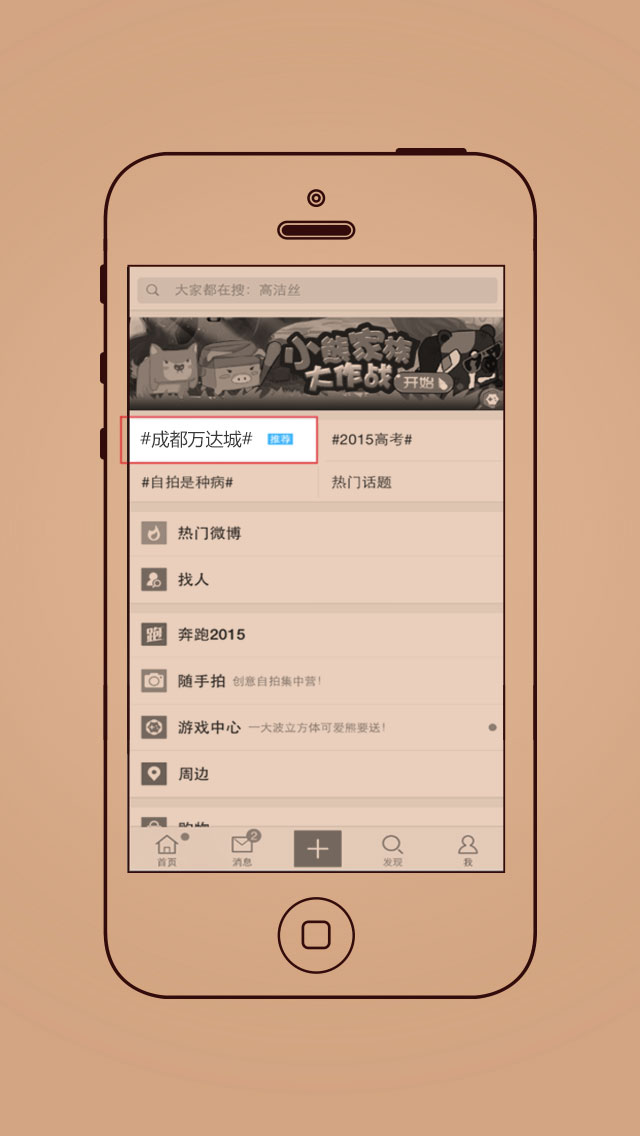 大家都在搜：高洁丝
小熊家族
大作战
开始
#成都万达城# 推荐
#2015高考#
#自拍是种病#
热门话题
热门微博
找人
奔跑2015
随手拍 创意自拍集中营！
游戏中心 一大波立方体可爱熊要送！
周边
购物
首页
消息 2
发现
我